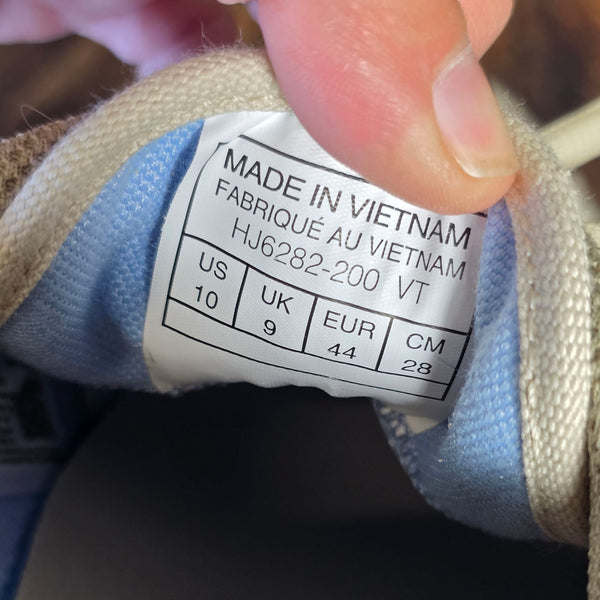 MADE IN VIETNAM
FABRIQUÉ AU VIETNAM
HJ6282-200 VT
US UK EUR CM
10 9 44 28